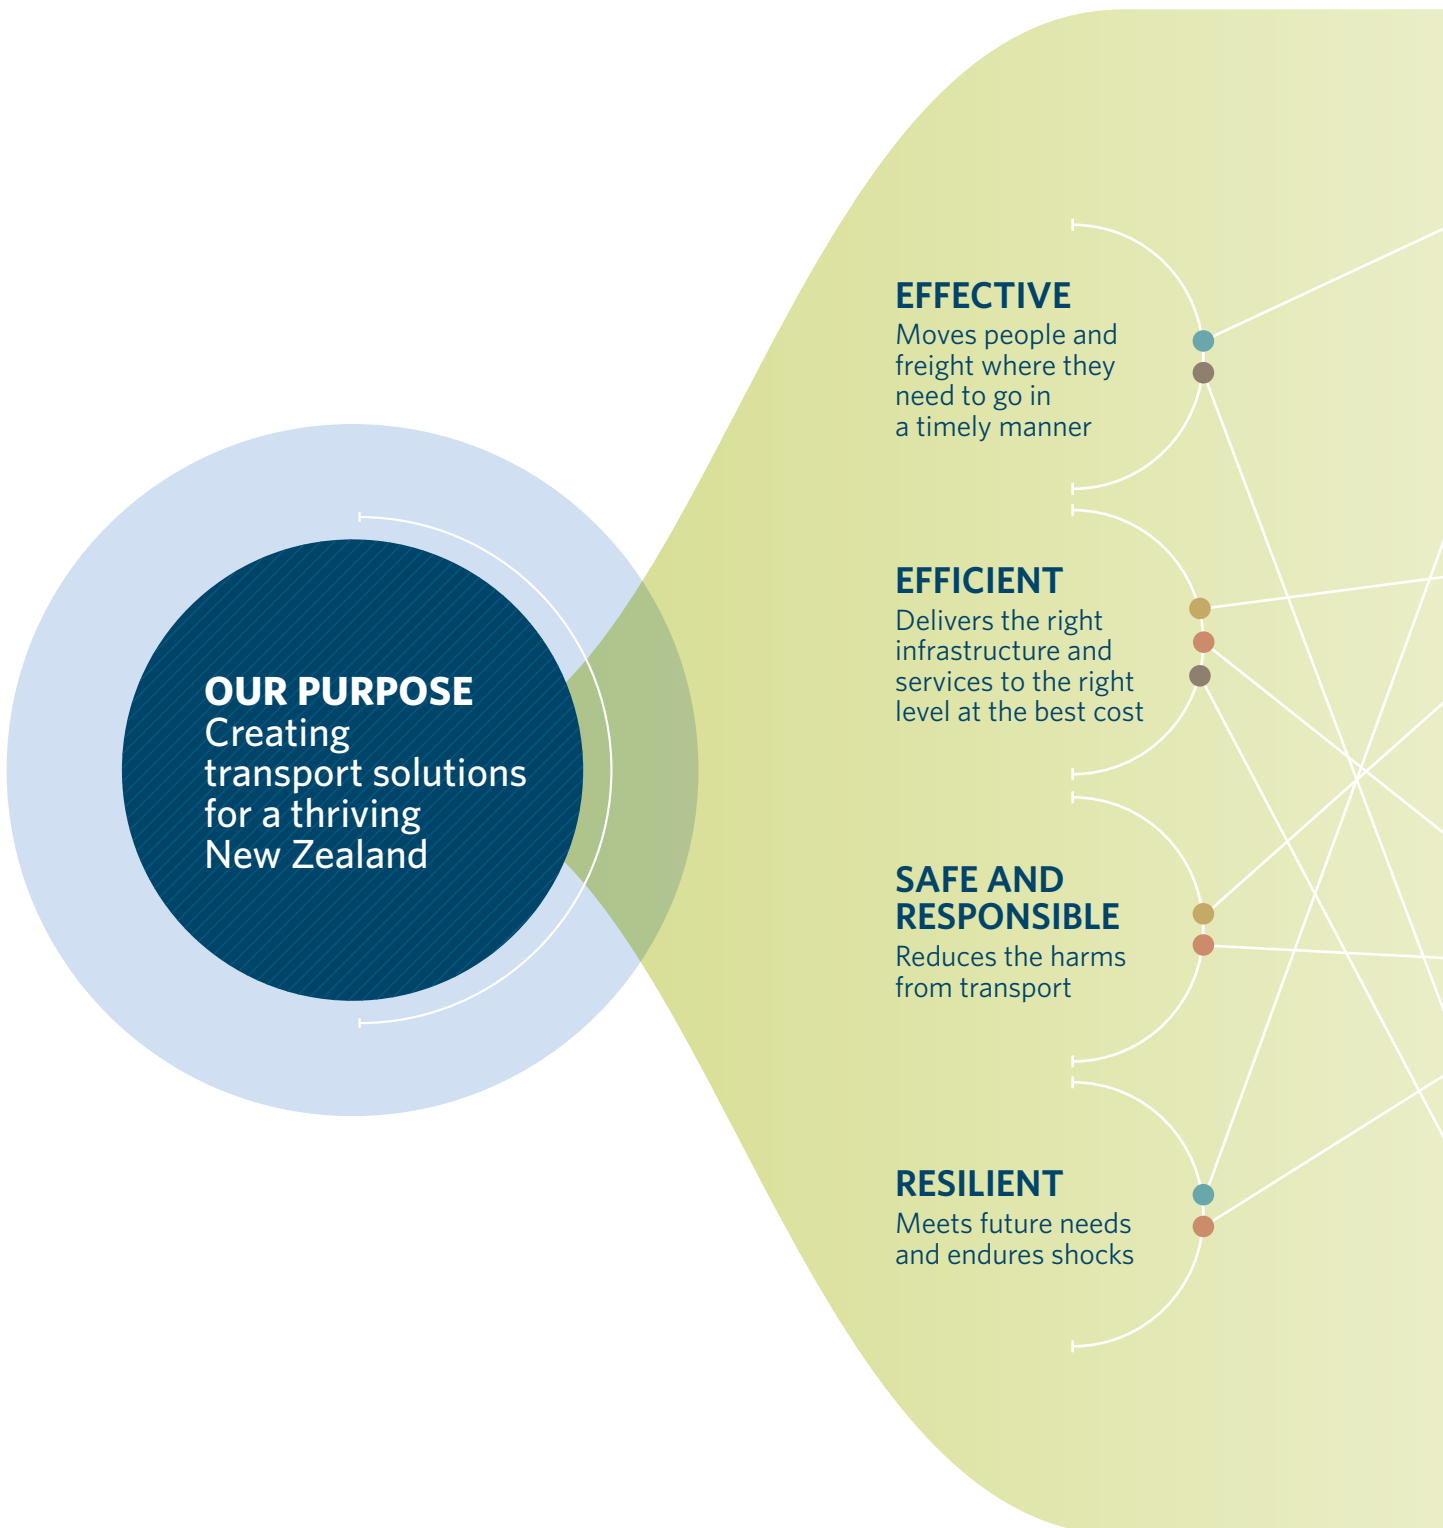 OUR PURPOSE
Creating
transport solutions
for a thriving
New Zealand
EFFECTIVE
Moves people and
freight where they
need to go in
a timely manner
EFFICIENT
Delivers the right
infrastructure and
services to the right
level at the best cost
SAFE AND
RESPONSIBLE
Reduces the harms
from transport
RESILIENT
Meets future needs
and endures shocks